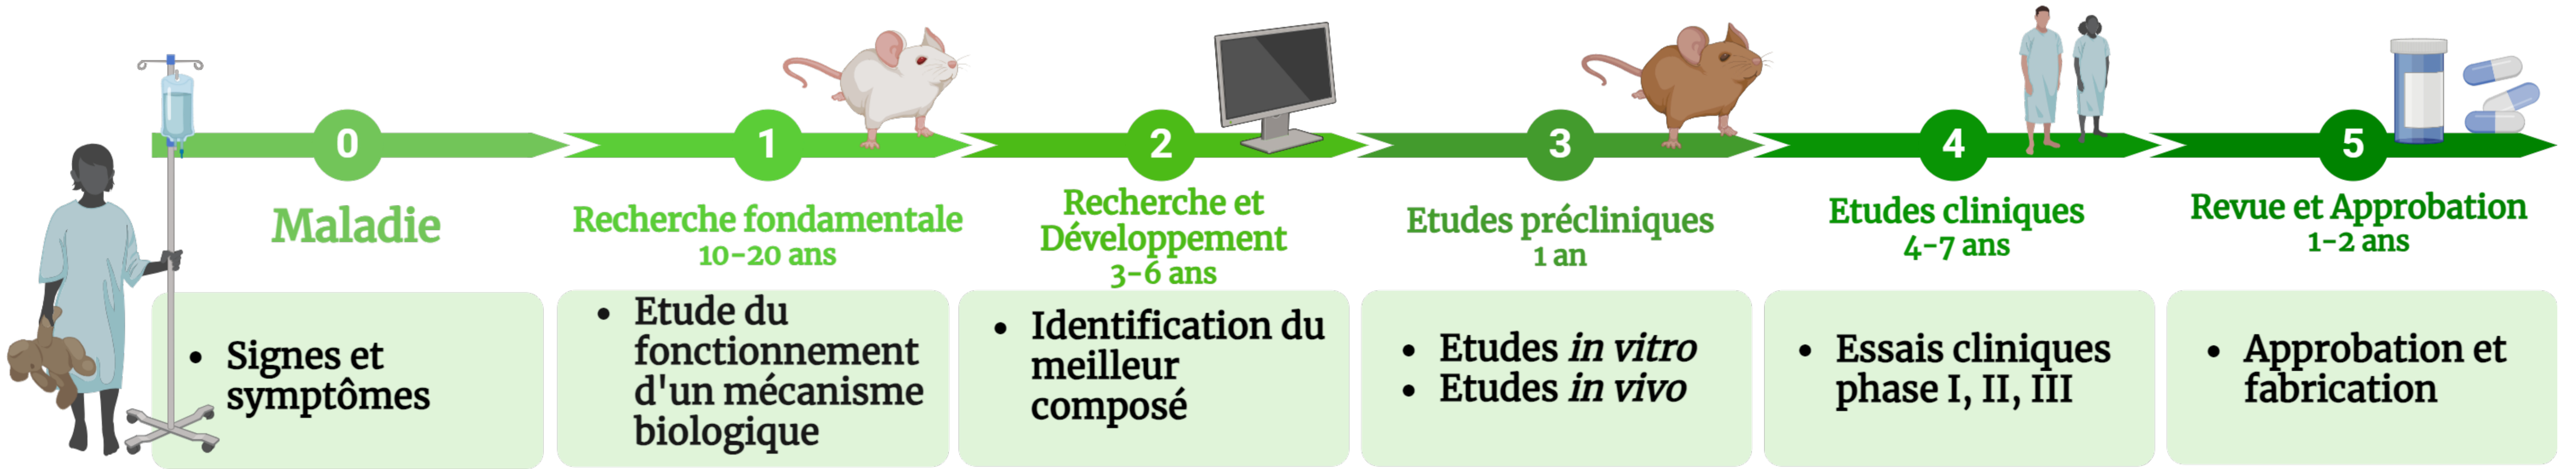 0
Maladie
• Signes et
symptômes
1
Recherche fondamentale
10-20 ans
• Etude du
fonctionnement
d'un mécanisme
biologique
2
Recherche et
Développement
3-6 ans
• Identification du
meilleur
composé
3
Etudes précliniques
1 an
• Etudes in vitro
• Etudes in vivo
4
Etudes cliniques
4-7 ans
• Essais cliniques
phase I, II, III
5
Revue et Approbation
1-2 ans
• Approbation et
fabrication